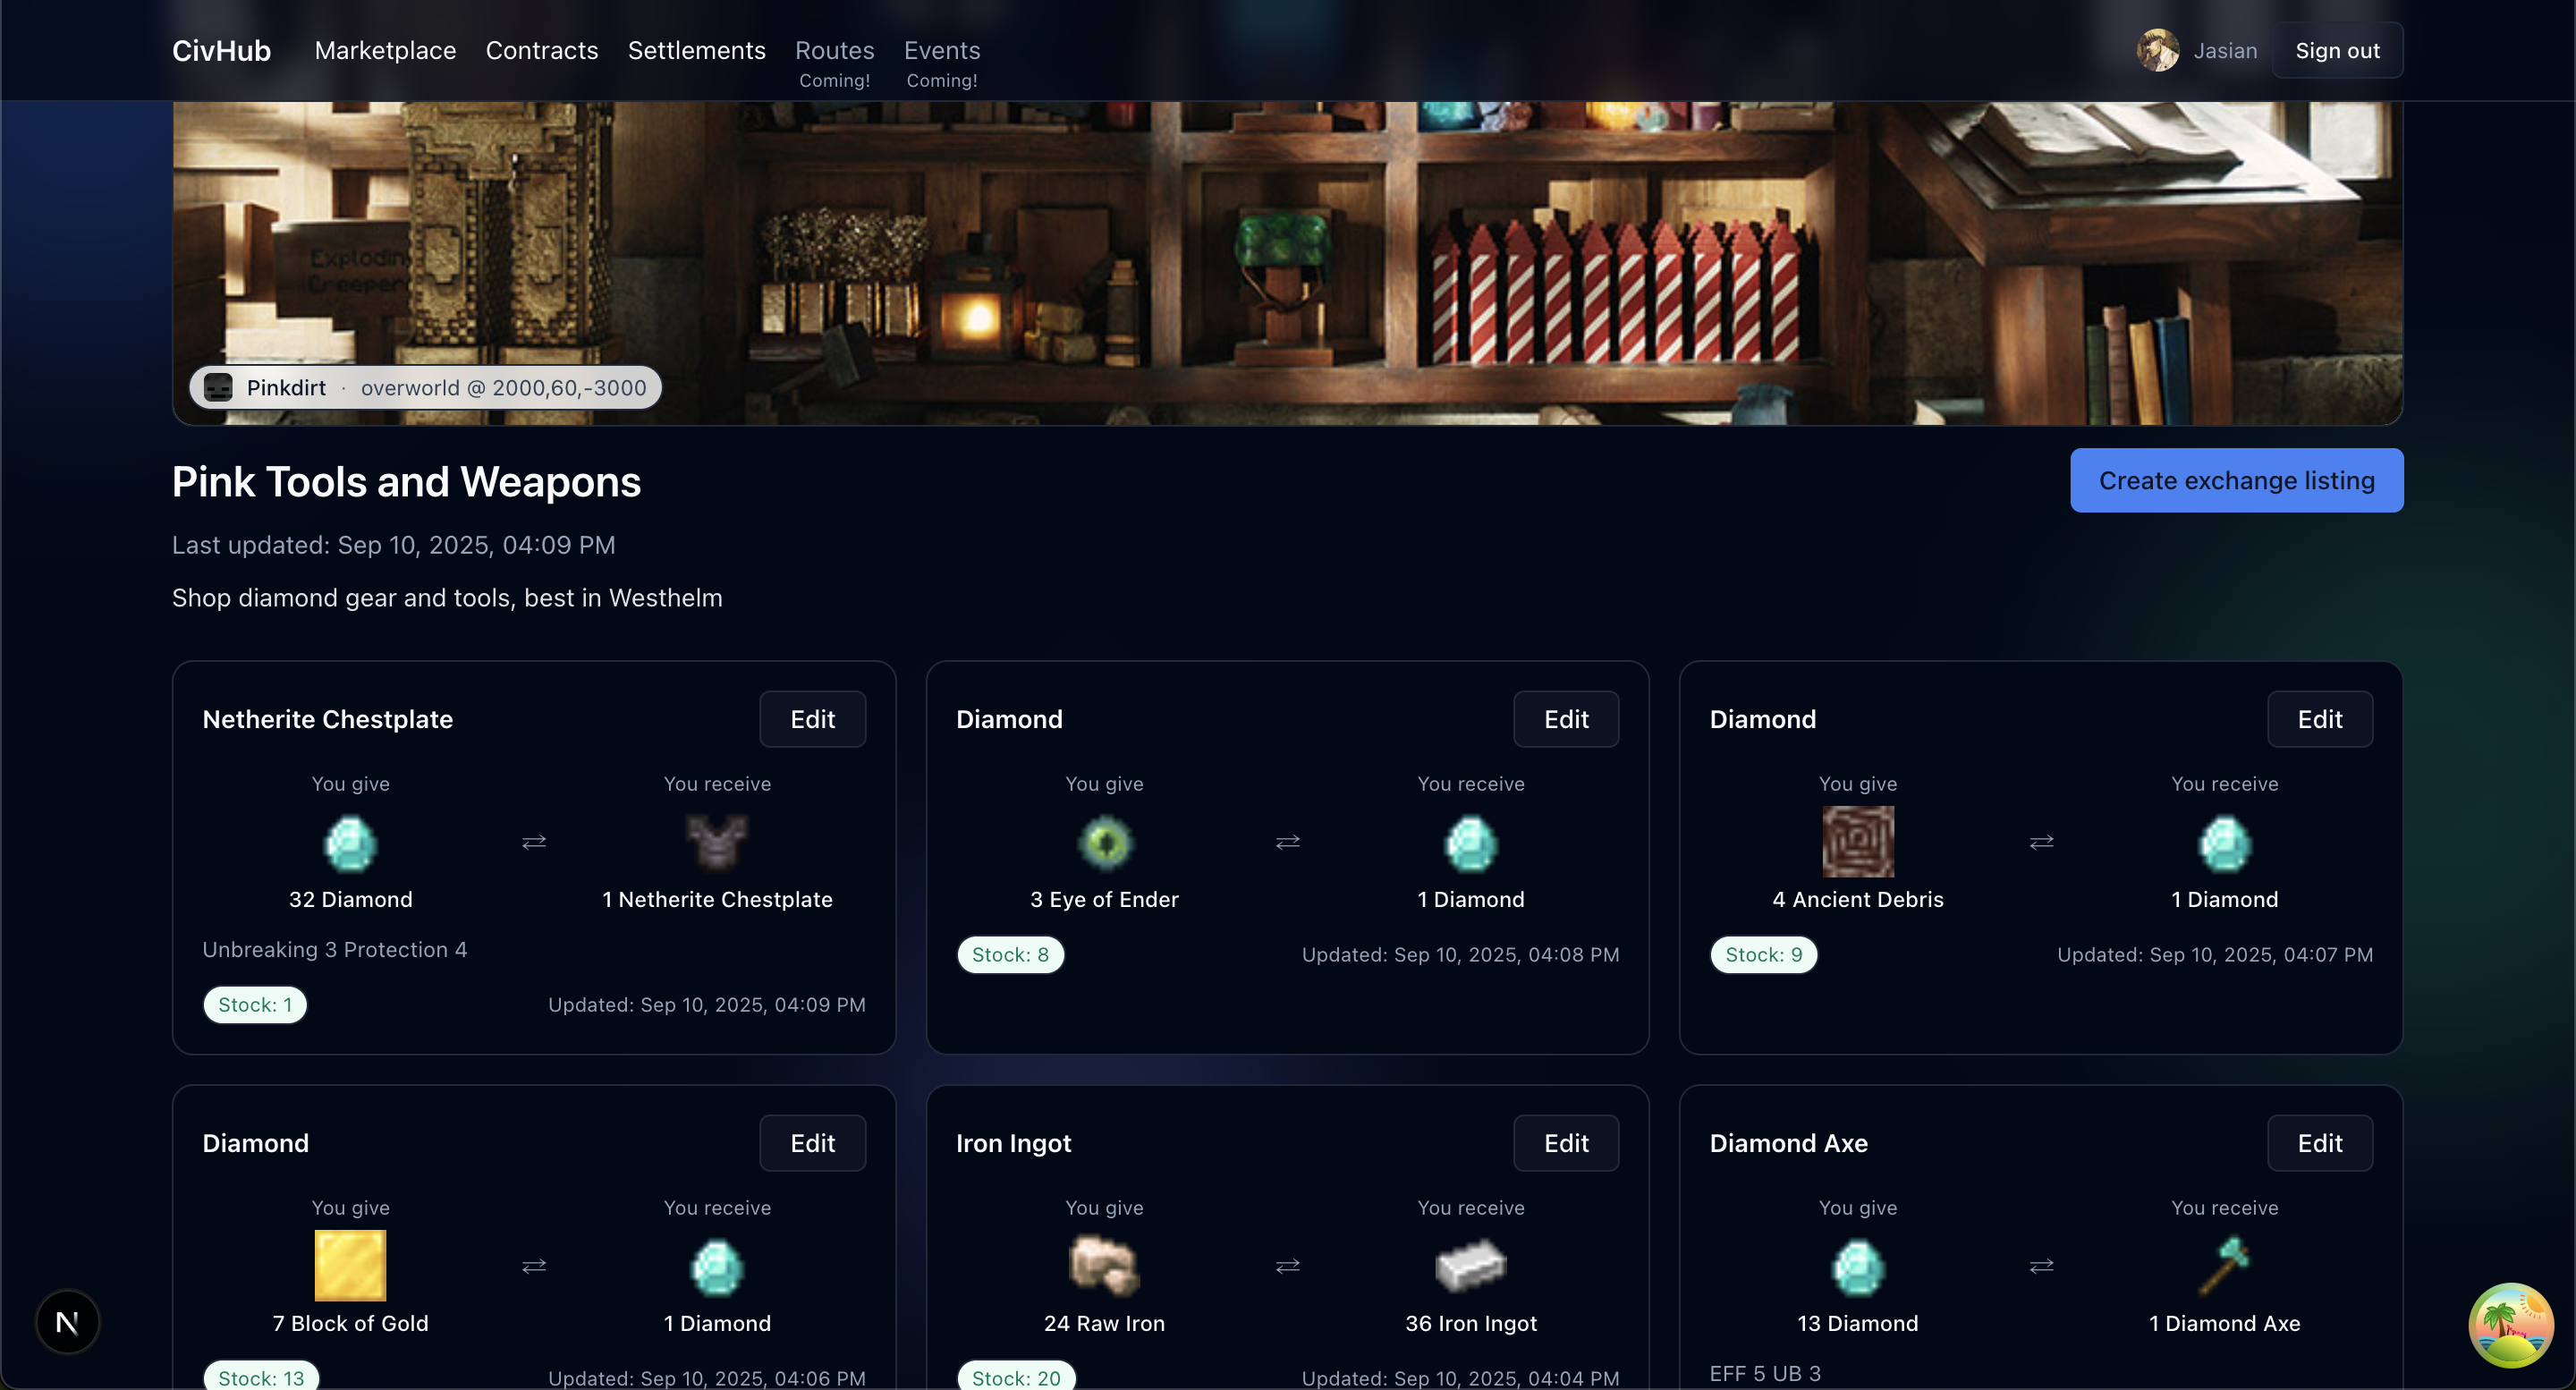 CivHub Marketplace Contracts Settlements Routes Events Jasian Sign out
Coming! Coming!
Exploding
Creeper
Pinkdirt · overworld @ 2000,60,-3000
Pink Tools and Weapons
Create exchange listing
Last updated: Sep 10, 2025, 04:09 PM
Shop diamond gear and tools, best in Westhelm
Netherite Chestplate Edit
You give You receive
⇄
32 Diamond 1 Netherite Chestplate
Unbreaking 3 Protection 4
Stock: 1 Updated: Sep 10, 2025, 04:09 PM
Diamond Edit
You give You receive
⇄
3 Eye of Ender 1 Diamond
Stock: 8 Updated: Sep 10, 2025, 04:08 PM
Diamond Edit
You give You receive
⇄
4 Ancient Debris 1 Diamond
Stock: 9 Updated: Sep 10, 2025, 04:07 PM
Diamond Edit
You give You receive
⇄
7 Block of Gold 1 Diamond
Stock: 13 Updated: Sep 10, 2025, 04:06 PM
Iron Ingot Edit
You give You receive
⇄
24 Raw Iron 36 Iron Ingot
Stock: 20 Updated: Sep 10, 2025, 04:04 PM
Diamond Axe Edit
You give You receive
⇄
13 Diamond 1 Diamond Axe
EFF 5 UB 3
N